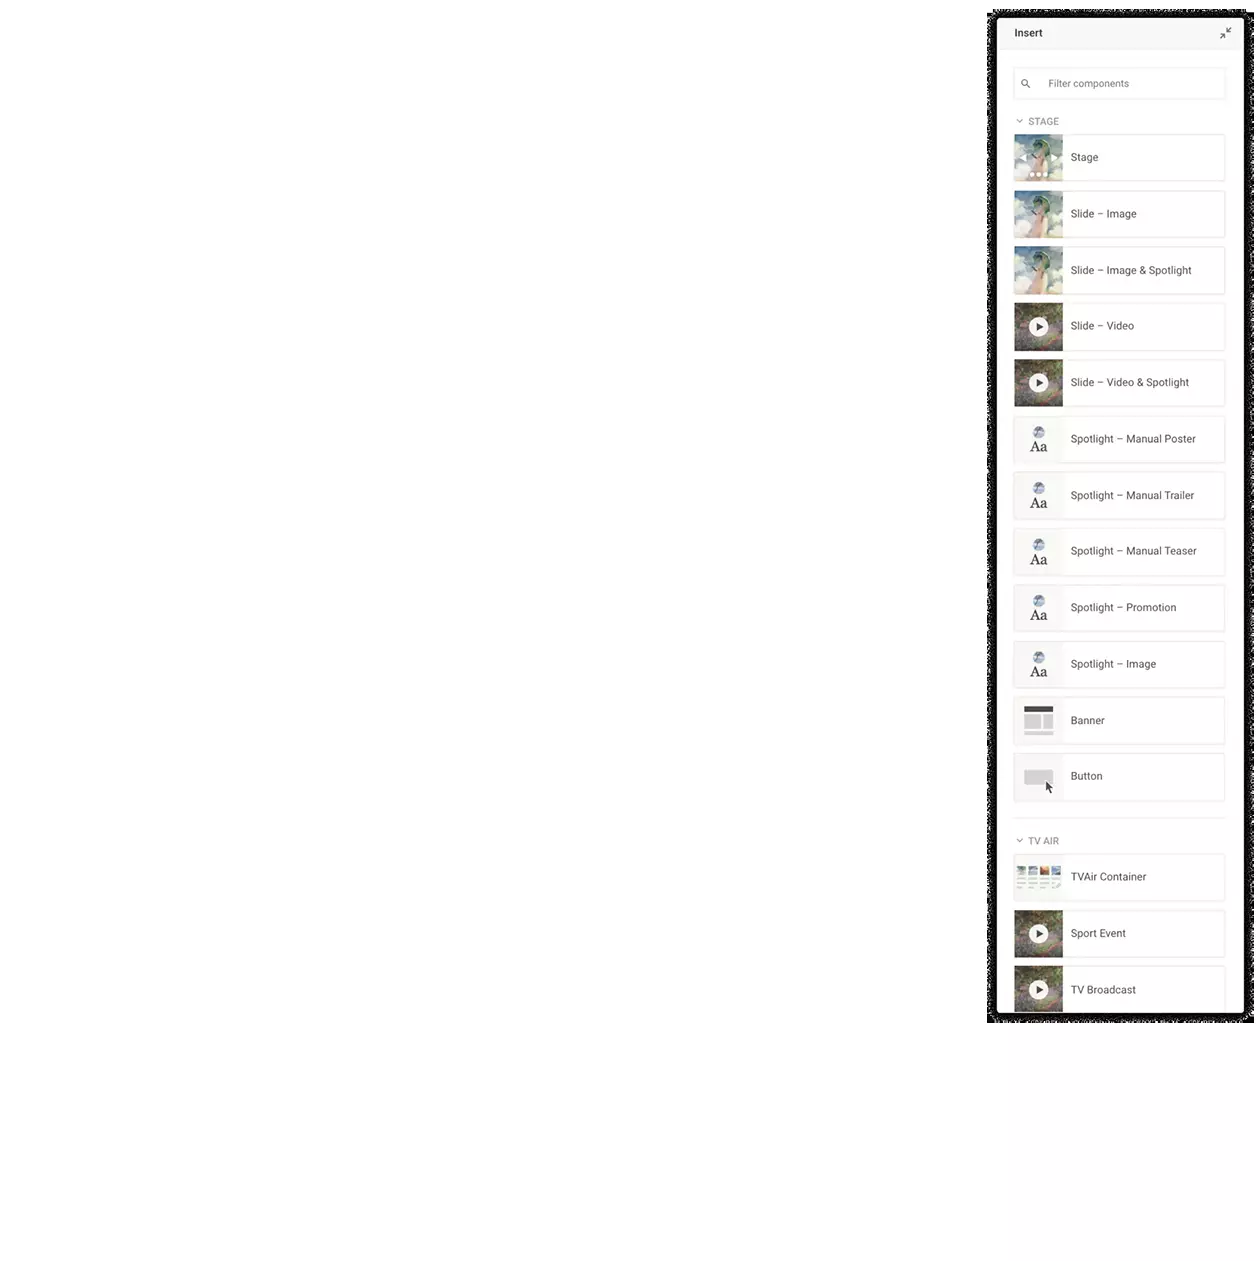 Insert
Filter components
STAGE
Stage
Slide – Image
Slide – Image & Spotlight
Slide – Video
Slide – Video & Spotlight
Aa
Spotlight – Manual Poster
Aa
Spotlight – Manual Trailer
Aa
Spotlight – Manual Teaser
Aa
Spotlight – Promotion
Aa
Spotlight – Image
Banner
Button
TV AIR
TVAir Container
Sport Event
TV Broadcast